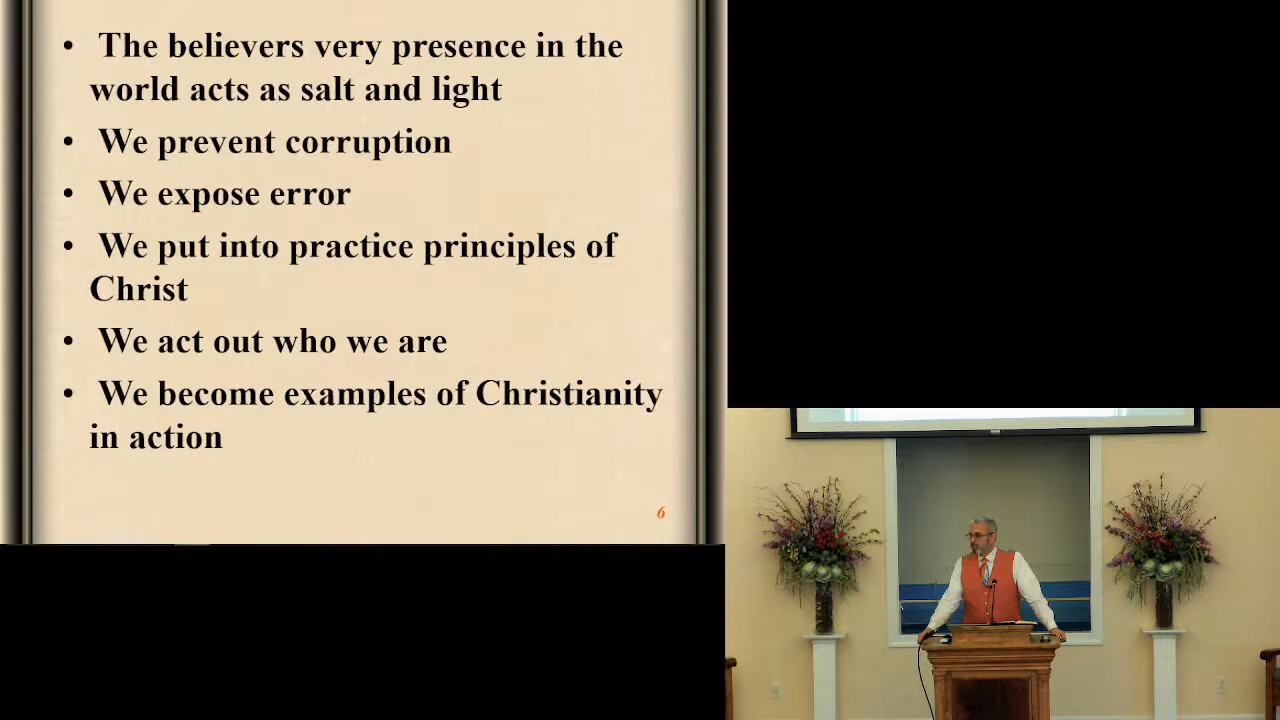 • The believers very presence in the
world acts as salt and light
• We prevent corruption
• We expose error
• We put into practice principles of
Christ
• We act out who we are
• We become examples of Christianity
in action
6